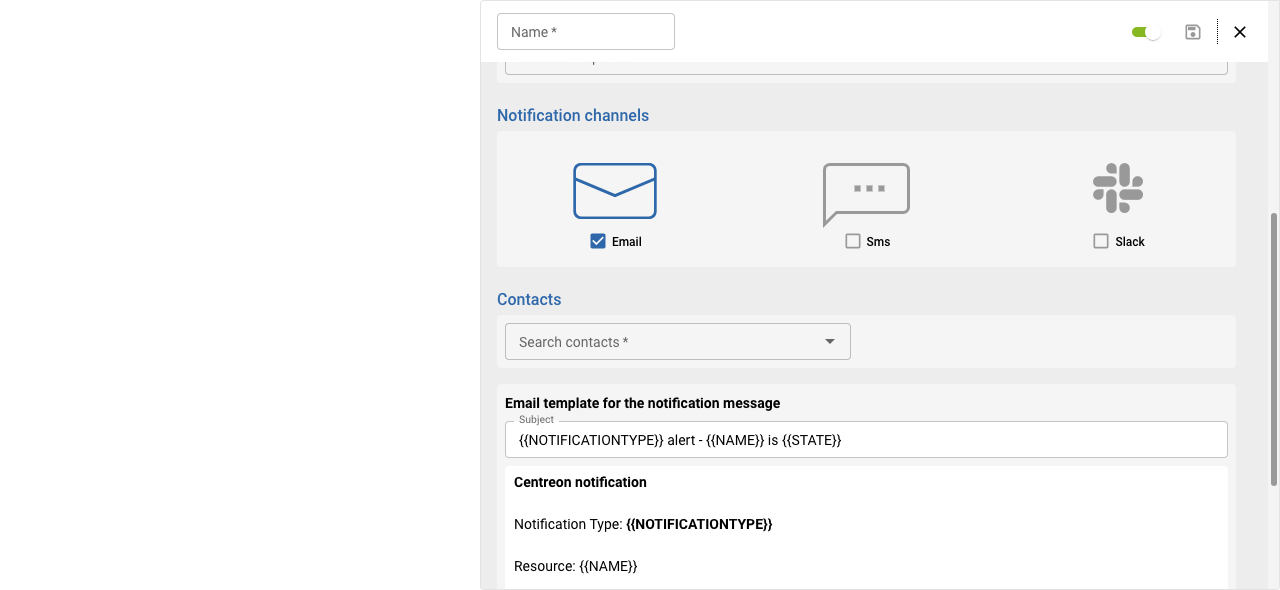 Name *
Notification channels
Email
Sms
Slack
Contacts
Search contacts *
Email template for the notification message
Subject
{{NOTIFICATIONTYPE}} alert - {{NAME}} is {{STATE}}
Centreon notification
Notification Type: {{NOTIFICATIONTYPE}}
Resource: {{NAME}}